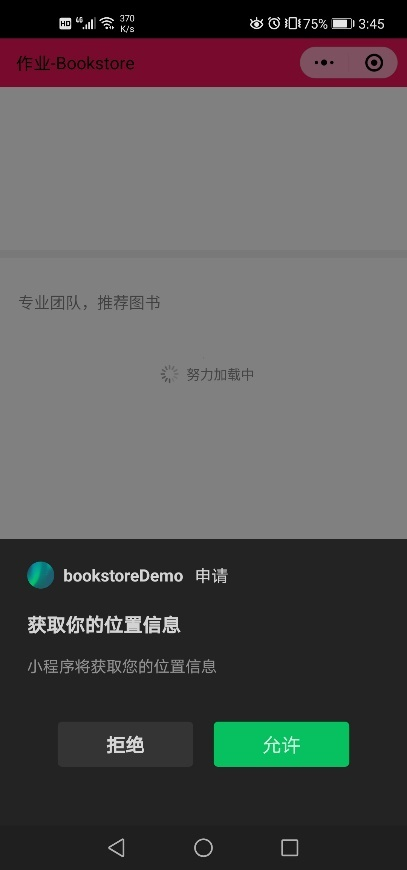 HD 4G 370 K/s 75% 3:45
作业-Bookstore
专业团队，推荐图书
努力加载中
bookstoreDemo 申请
获取你的位置信息
小程序将获取您的位置信息
拒绝 允许